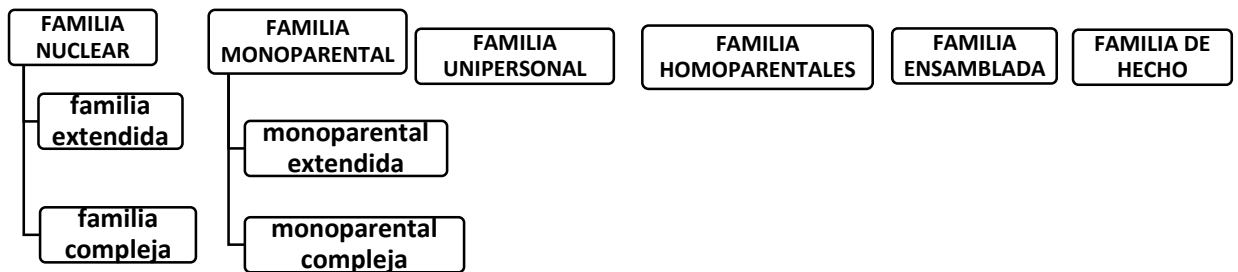 FAMILIA
NUCLEAR
familia
extendida
familia
compleja
FAMILIA
MONOPARENTAL
monoparental
extendida
monoparental
compleja
FAMILIA
UNIPERSONAL
FAMILIA
HOMOPARENTALES
FAMILIA
ENSAMBLADA
FAMILIA DE
HECHO